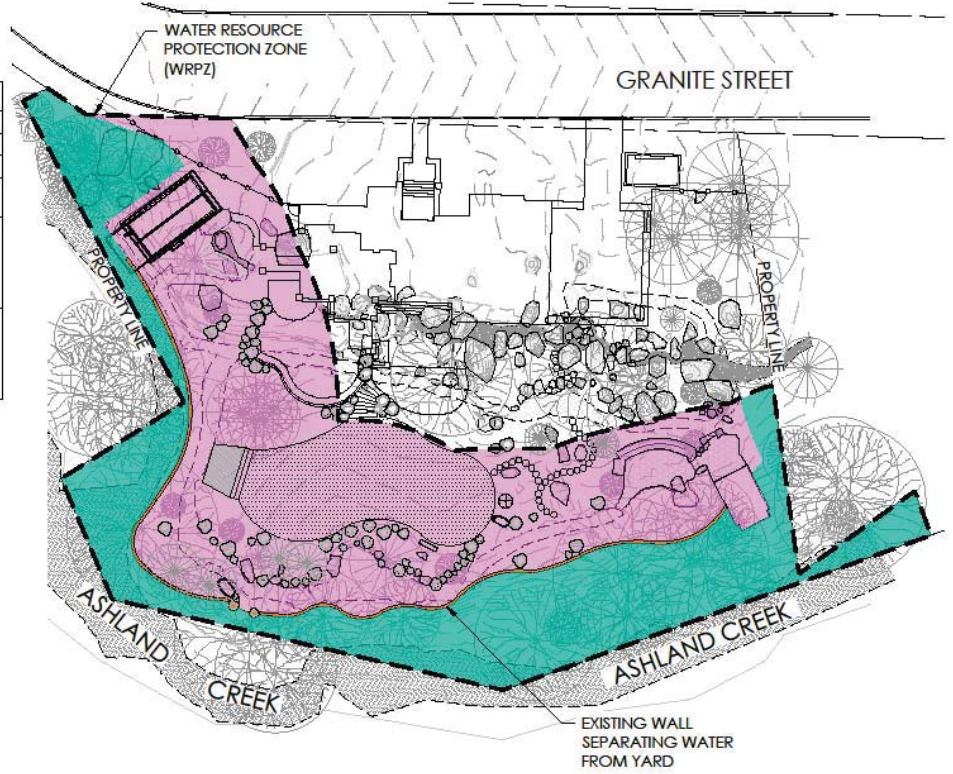 WATER RESOURCE
PROTECTION ZONE
(WRPZ)
GRANITE STREET
PROPERTY LINE
PROPERTY LINE
ASHLAND
CREEK
ASHLAND CREEK
EXISTING WALL
SEPARATING WATER
FROM YARD